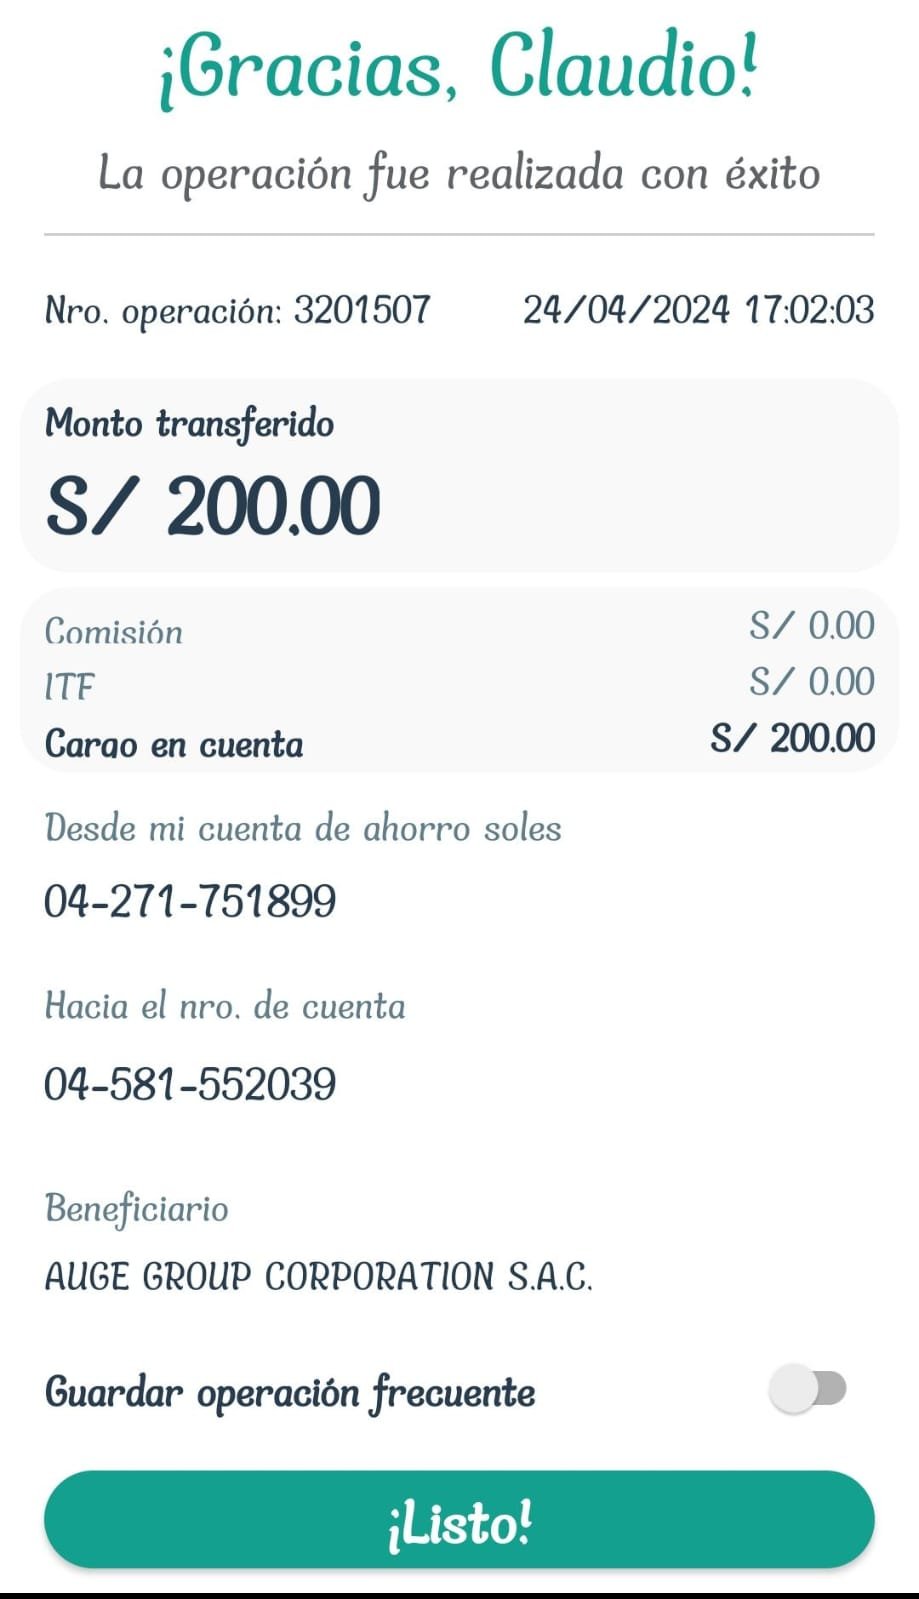 ¡Gracias, Claudio!
La operación fue realizada con éxito
Nro. operación: 3201507 24/04/2024 17:02:03
Monto transferido
S/ 200.00
Comisión S/ 0.00
ITF S/ 0.00
Cargo en cuenta S/ 200.00
Desde mi cuenta de ahorro soles
04-271-751899
Hacia el nro. de cuenta
04-581-552039
Beneficiario
AUGE GROUP CORPORATION S.A.C.
Guardar operación frecuente
¡Listo!